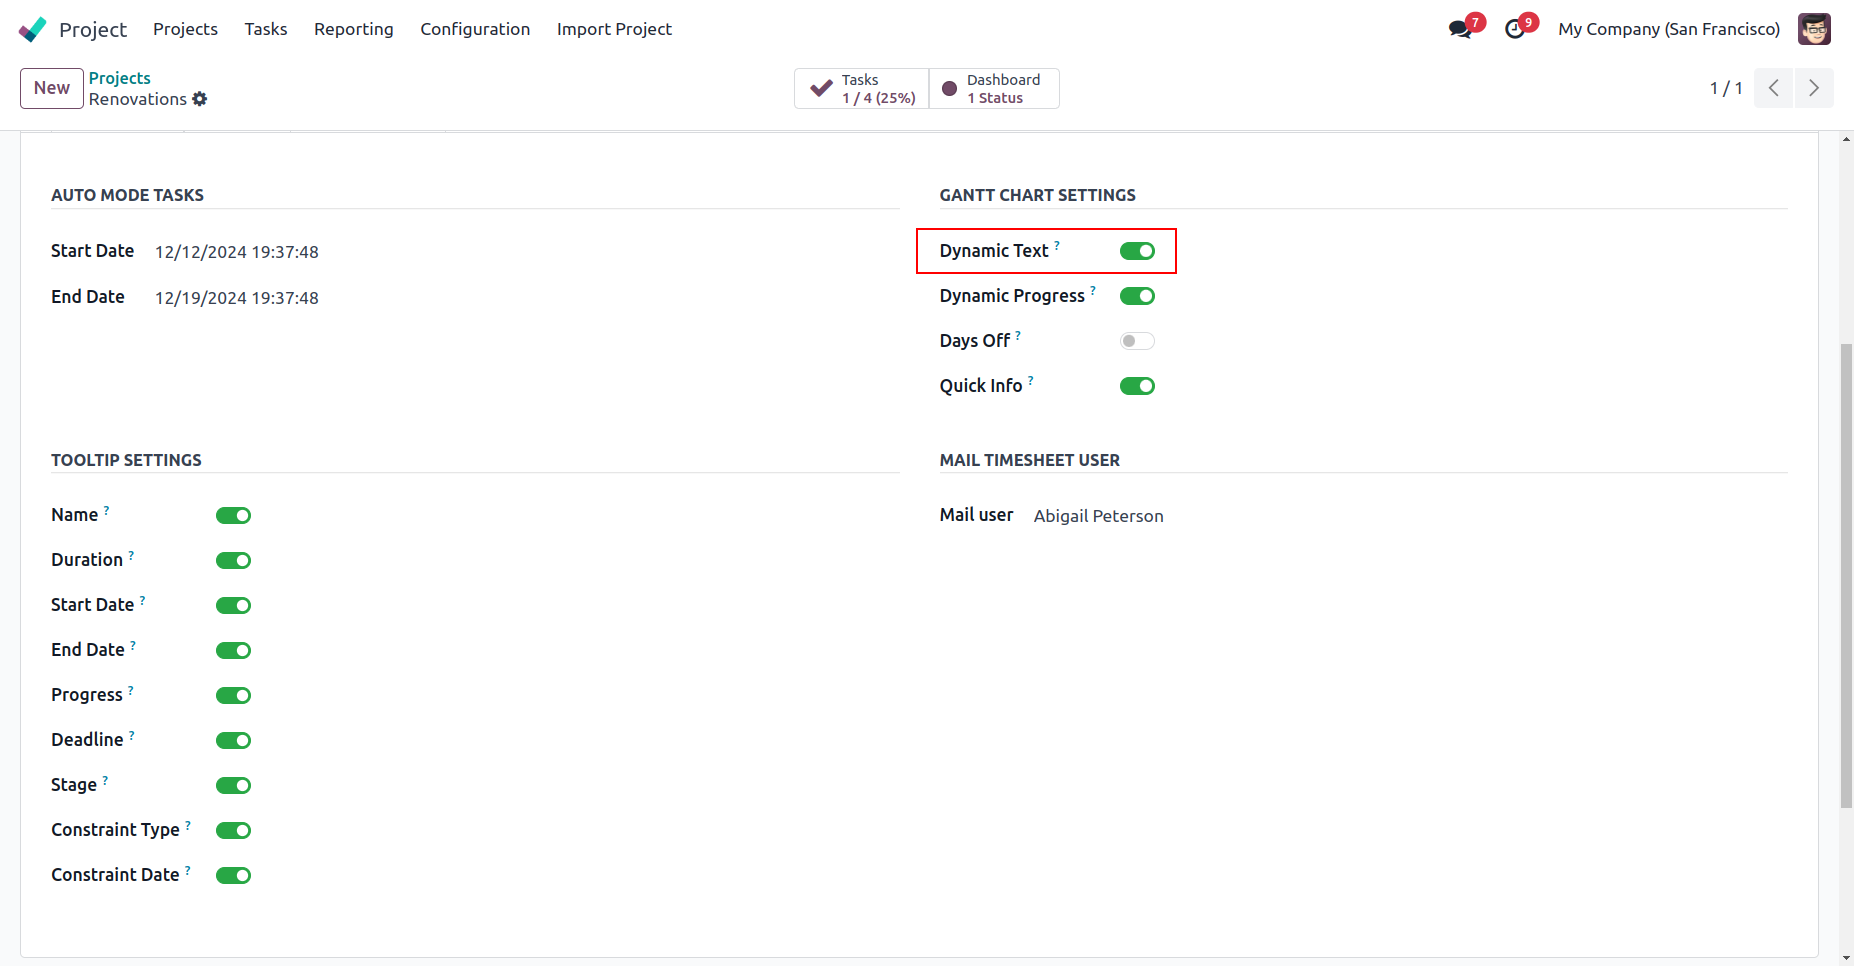 Project Projects Tasks Reporting Configuration Import Project 7 9 My Company (San Francisco)
New Projects
Renovations
Tasks
1 / 4 (25%)
Dashboard
1 Status
1 / 1
AUTO MODE TASKS
Start Date 12/12/2024 19:37:48
End Date 12/19/2024 19:37:48
GANTT CHART SETTINGS
Dynamic Text ?
Dynamic Progress ?
Days Off ?
Quick Info ?
TOOLTIP SETTINGS
Name ?
Duration ?
Start Date ?
End Date ?
Progress ?
Deadline ?
Stage ?
Constraint Type ?
Constraint Date ?
MAIL TIMESHEET USER
Mail user Abigail Peterson